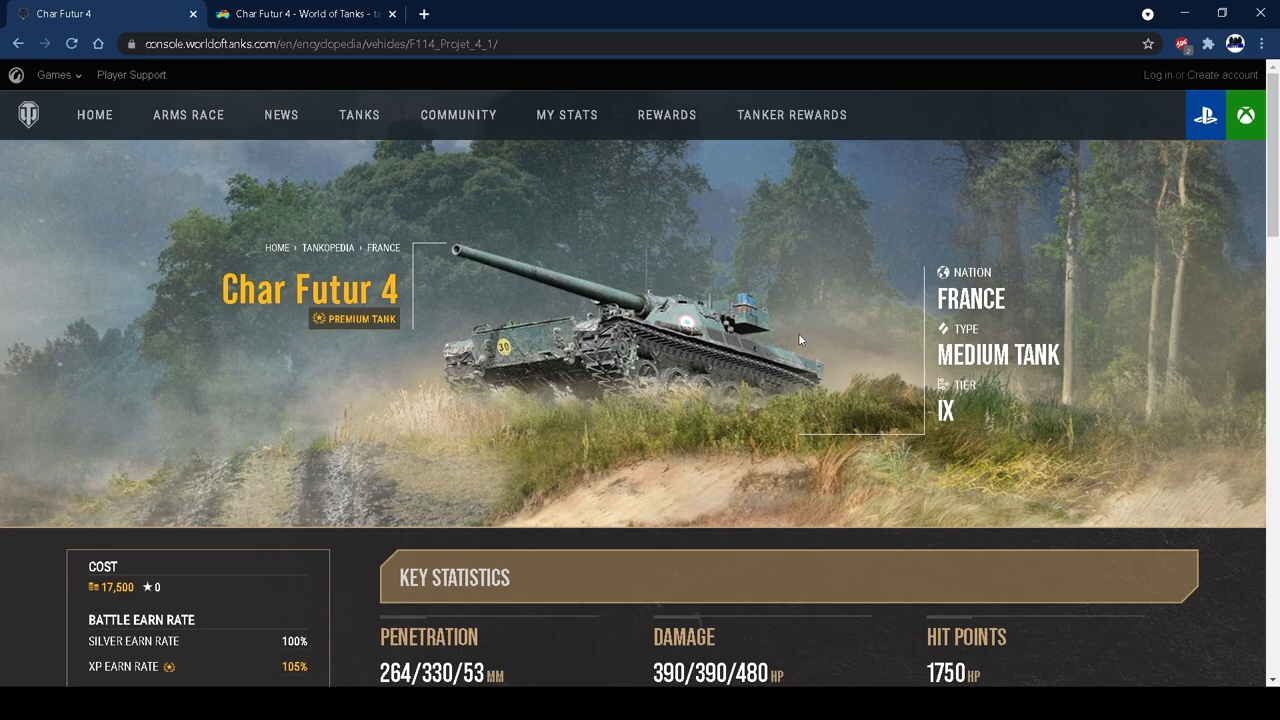 Char Futur 4
Char Futur 4 - World of Tanks - ta
console.worldoftanks.com/en/encyclopedia/vehicles/F114_Projet_4_1/
2
Games
Player Support
Log in or Create account
HOME
ARMS RACE
NEWS
TANKS
COMMUNITY
MY STATS
REWARDS
TANKER REWARDS
HOME › TANKOPEDIA › FRANCE
Char Futur 4
PREMIUM TANK
30
NATION
FRANCE
TYPE
MEDIUM TANK
TIER
IX
COST
17,500 ★ 0
BATTLE EARN RATE
SILVER EARN RATE 100%
XP EARN RATE 105%
KEY STATISTICS
PENETRATION
264/330/53 MM
DAMAGE
390/390/480 HP
HIT POINTS
1750 HP